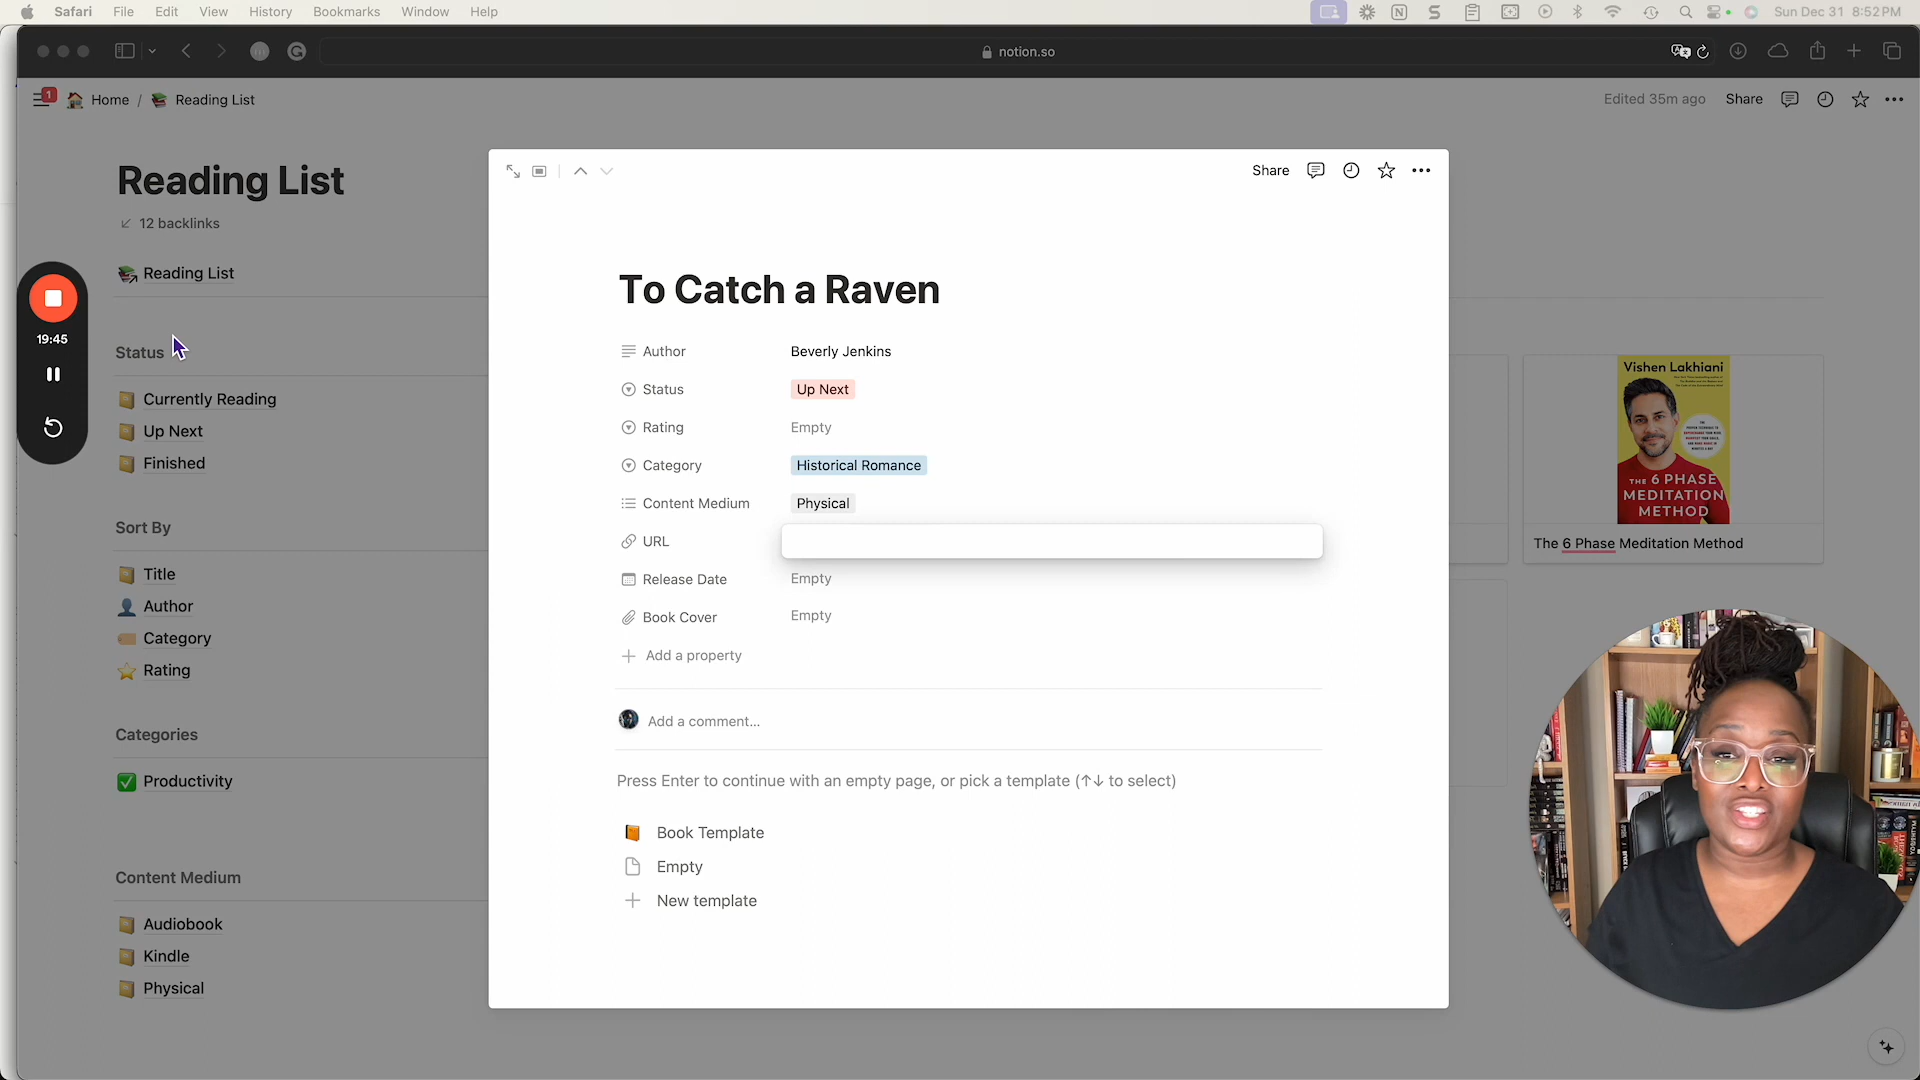 Safari File Edit View History Bookmarks Window Help
Sun Dec 31 8:52PM
notion.so
1
Home / Reading List
Edited 35m ago Share
Reading List
12 backlinks
Reading List
19:45
Status
Currently Reading
Up Next
Finished
Sort By
Title
Author
Category
Rating
Categories
Productivity
Content Medium
Audiobook
Kindle
Physical
Share
To Catch a Raven
Author Beverly Jenkins
Status Up Next
Rating Empty
Category Historical Romance
Content Medium Physical
URL
Release Date Empty
Book Cover Empty
Add a property
Add a comment...
Press Enter to continue with an empty page, or pick a template (↑↓ to select)
Book Template
Empty
New template
Vishen Lakhiani
THE 6 PHASE
MEDITATION
METHOD
The 6 Phase Meditation Method